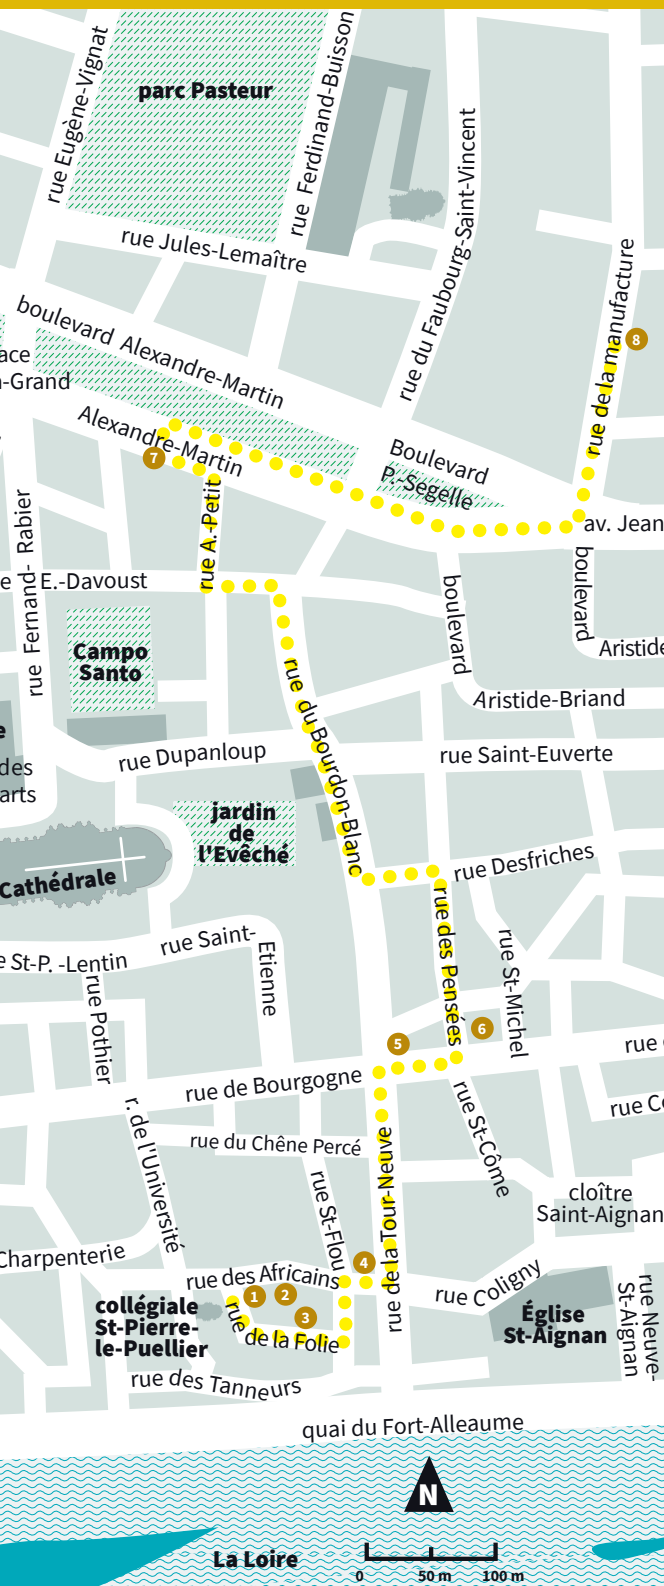 rue Eugène-Vignat
parc Pasteur
rue Ferdinand-Buisson
rue du Faubourg-Saint-Vincent
rue Jules-Lemaître
rue de la manufacture
8
boulevard Alexandre-Martin
ace
-Grand
Alexandre-Martin
7
Boulevard
P.-Segelle
av. Jean
rue A.-Petit
rue Fernand- Rabier
e E.-Davoust
boulevard
Aristide-Briand
boulevard
Aristide
Campo
Santo
rue du Bourdon-Blanc
e
des
arts
rue Dupanloup
rue Saint-Euverte
jardin
de
l'Evêché
Cathédrale
rue Desfriches
rue des Pensées
rue St-Michel
rue Saint-
Etienne
e St-P. -Lentin
rue Pothier
5
6
rue
rue de Bourgogne
rue St-Côme
rue Co
r. de l'Université
rue du Chêne Percé
rue St-Flou
rue de la Tour-Neuve
cloître
Saint-Aignan
Charpenterie
4
rue des Africains
1
2
3
rue de la Folie
collégiale
St-Pierre-
le-Puellier
rue Coligny
Église
St-Aignan
rue Neuve-
St-Aignan
rue des Tanneurs
quai du Fort-Alleaume
N
La Loire
0 50 m 100 m